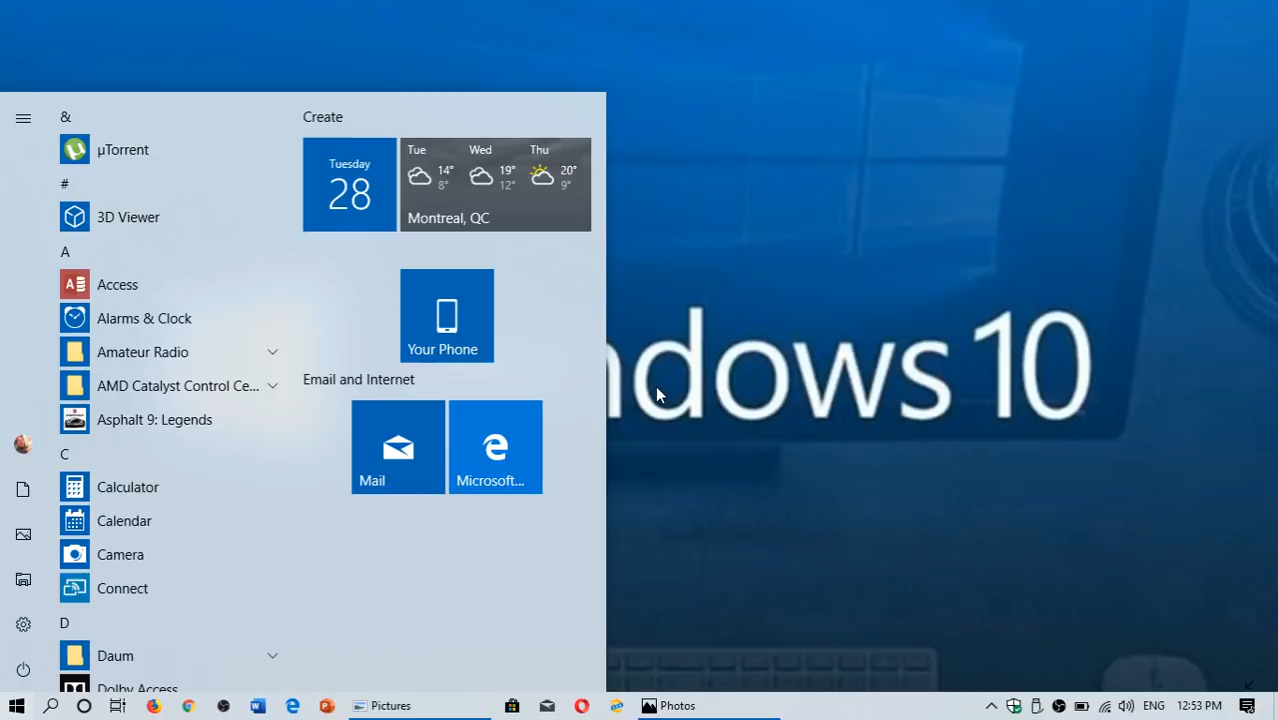 &
µTorrent
#
3D Viewer
A
Access
Alarms & Clock
Amateur Radio
AMD Catalyst Control Ce...
Asphalt 9: Legends
C
Calculator
Calendar
Camera
Connect
D
Daum
Dolby Access
Create
Tuesday
28
Tue Wed Thu
14° 19° 20°
8° 12° 9°
Montreal, QC
Your Phone
Email and Internet
Mail
Microsoft...
ndows 10
Pictures
Photos
ENG
12:53 PM